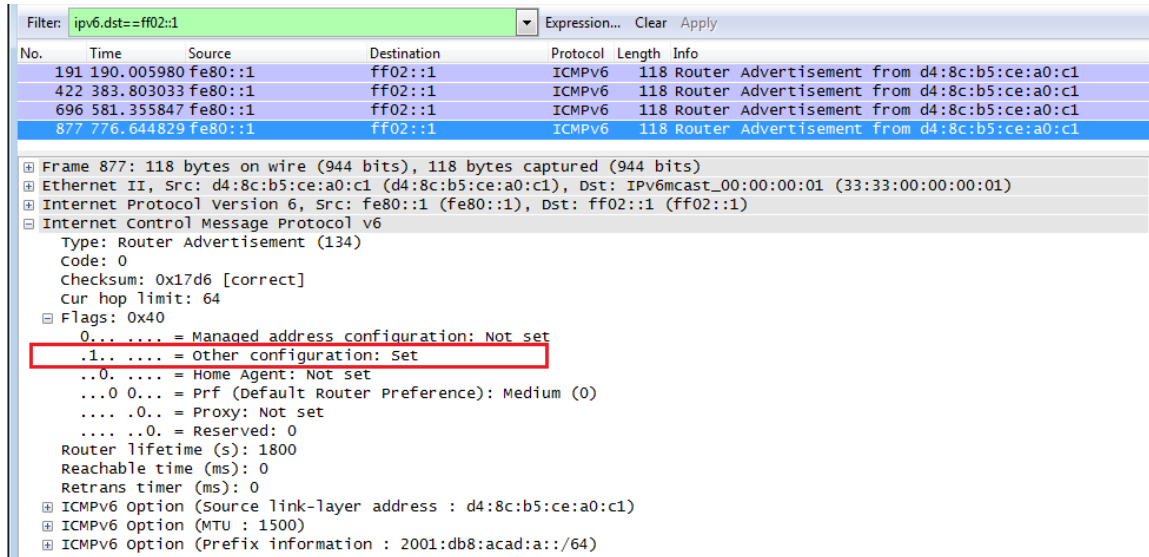 Filter: ipv6.dst==ff02::1 Expression... Clear Apply
No. Time Source Destination Protocol Length Info
191 190.005980 fe80::1 ff02::1 ICMPv6 118 Router Advertisement from d4:8c:b5:ce:a0:c1
422 383.803033 fe80::1 ff02::1 ICMPv6 118 Router Advertisement from d4:8c:b5:ce:a0:c1
696 581.355847 fe80::1 ff02::1 ICMPv6 118 Router Advertisement from d4:8c:b5:ce:a0:c1
877 776.644829 fe80::1 ff02::1 ICMPv6 118 Router Advertisement from d4:8c:b5:ce:a0:c1
Frame 877: 118 bytes on wire (944 bits), 118 bytes captured (944 bits)
Ethernet II, Src: d4:8c:b5:ce:a0:c1 (d4:8c:b5:ce:a0:c1), Dst: IPv6mcast_00:00:00:01 (33:33:00:00:00:01)
Internet Protocol Version 6, Src: fe80::1 (fe80::1), Dst: ff02::1 (ff02::1)
Internet Control Message Protocol v6
Type: Router Advertisement (134)
Code: 0
Checksum: 0x17d6 [correct]
Cur hop limit: 64
Flags: 0x40
0... .... = Managed address configuration: Not set
.1.. .... = Other configuration: Set
..0. .... = Home Agent: Not set
...0 0... = Prf (Default Router Preference): Medium (0)
.... .0.. = Proxy: Not set
.... ..0. = Reserved: 0
Router lifetime (s): 1800
Reachable time (ms): 0
Retrans timer (ms): 0
ICMPv6 Option (Source link-layer address : d4:8c:b5:ce:a0:c1)
ICMPv6 Option (MTU : 1500)
ICMPv6 Option (Prefix information : 2001:db8:acad:a::/64)